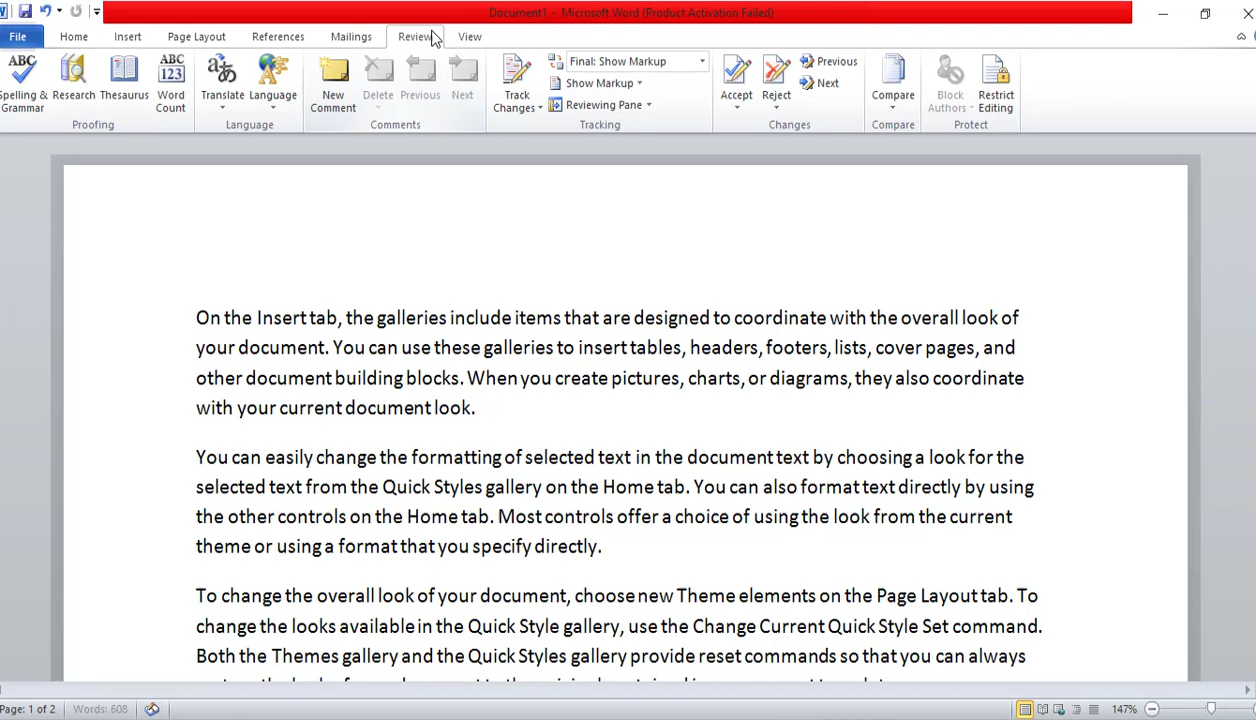 Document1 - Microsoft Word (Product Activation Failed)
File Home Insert Page Layout References Mailings Review View
ABC Spelling & Grammar Research Thesaurus ABC 123 Word Count
Proofing
Translate Language
Language
New Comment Delete Previous Next
Comments
Track Changes Final: Show Markup
Show Markup
Reviewing Pane
Tracking
Accept Reject Previous
Next
Changes
Compare
Compare
Block Authors Restrict Editing
Protect
On the Insert tab, the galleries include items that are designed to coordinate with the overall look of
your document. You can use these galleries to insert tables, headers, footers, lists, cover pages, and
other document building blocks. When you create pictures, charts, or diagrams, they also coordinate
with your current document look.
You can easily change the formatting of selected text in the document text by choosing a look for the
selected text from the Quick Styles gallery on the Home tab. You can also format text directly by using
the other controls on the Home tab. Most controls offer a choice of using the look from the current
theme or using a format that you specify directly.
To change the overall look of your document, choose new Theme elements on the Page Layout tab. To
change the looks available in the Quick Style gallery, use the Change Current Quick Style Set command.
Both the Themes gallery and the Quick Styles gallery provide reset commands so that you can always
Page: 1 of 2 Words: 608 147%